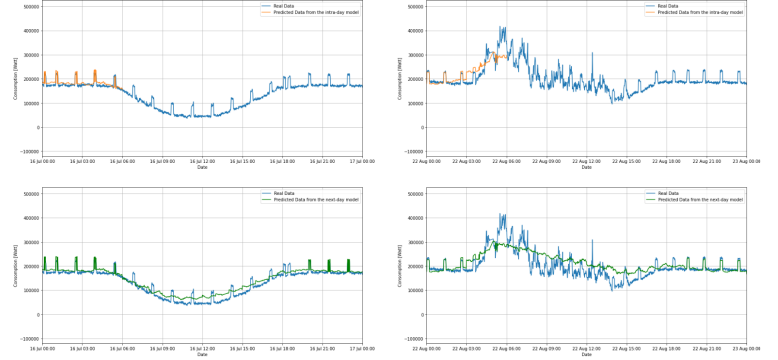 Real Data
Predicted Data from the intra-day model
500000
400000
300000
200000
100000
0
−100000
Consumption [Watt]
16 Jul 00:00
16 Jul 03:00
16 Jul 06:00
16 Jul 09:00
16 Jul 12:00
16 Jul 15:00
16 Jul 18:00
16 Jul 21:00
17 Jul 00:00
Date
Real Data
Predicted Data from the intra-day model
500000
400000
300000
200000
100000
0
−100000
Consumption [Watt]
22 Aug 00:00
22 Aug 03:00
22 Aug 06:00
22 Aug 09:00
22 Aug 12:00
22 Aug 15:00
22 Aug 18:00
22 Aug 21:00
23 Aug 00:00
Date
Real Data
Predicted Data from the next-day model
500000
400000
300000
200000
100000
0
−100000
Consumption [Watt]
16 Jul 00:00
16 Jul 03:00
16 Jul 06:00
16 Jul 09:00
16 Jul 12:00
16 Jul 15:00
16 Jul 18:00
16 Jul 21:00
17 Jul 00:00
Date
Real Data
Predicted Data from the next-day model
500000
400000
300000
200000
100000
0
−100000
Consumption [Watt]
22 Aug 00:00
22 Aug 03:00
22 Aug 06:00
22 Aug 09:00
22 Aug 12:00
22 Aug 15:00
22 Aug 18:00
22 Aug 21:00
23 Aug 00:00
Date